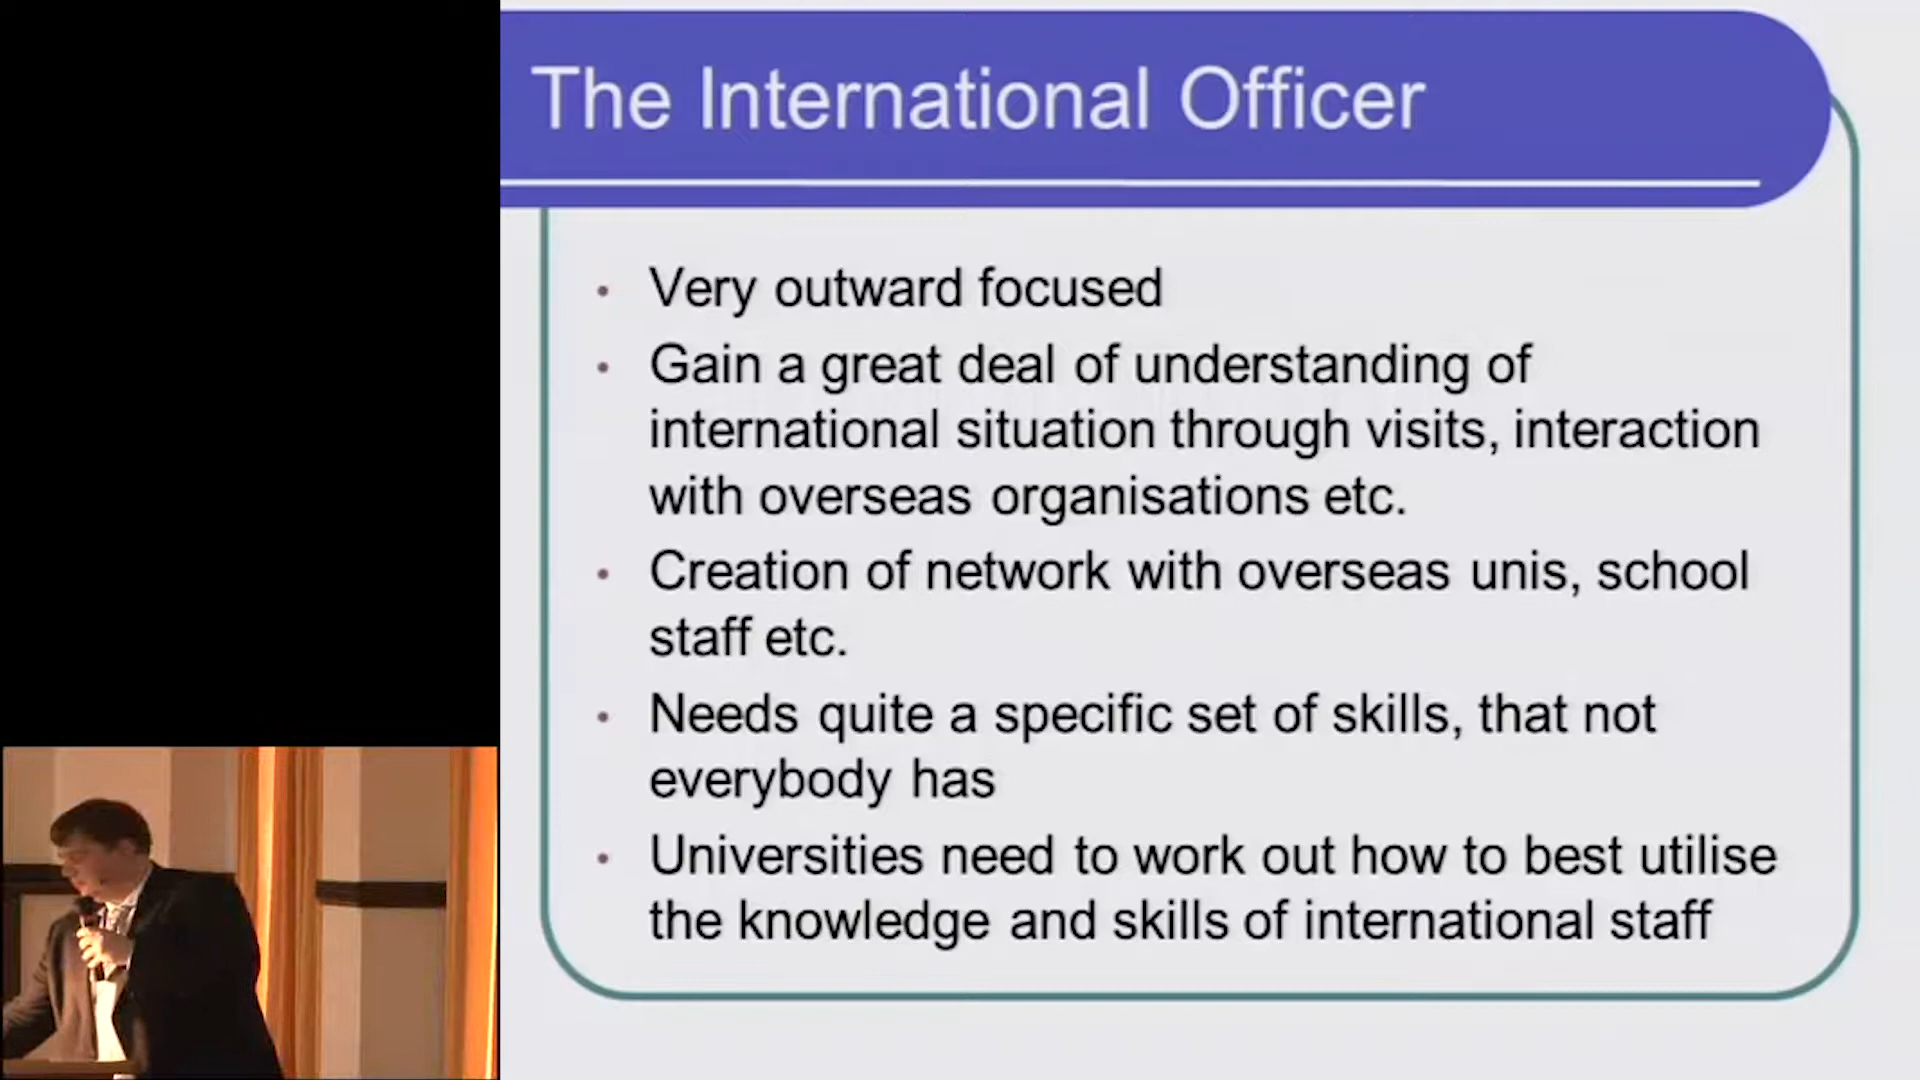 The International Officer
• Very outward focused
• Gain a great deal of understanding of
international situation through visits, interaction
with overseas organisations etc.
• Creation of network with overseas unis, school
staff etc.
• Needs quite a specific set of skills, that not
everybody has
• Universities need to work out how to best utilise
the knowledge and skills of international staff